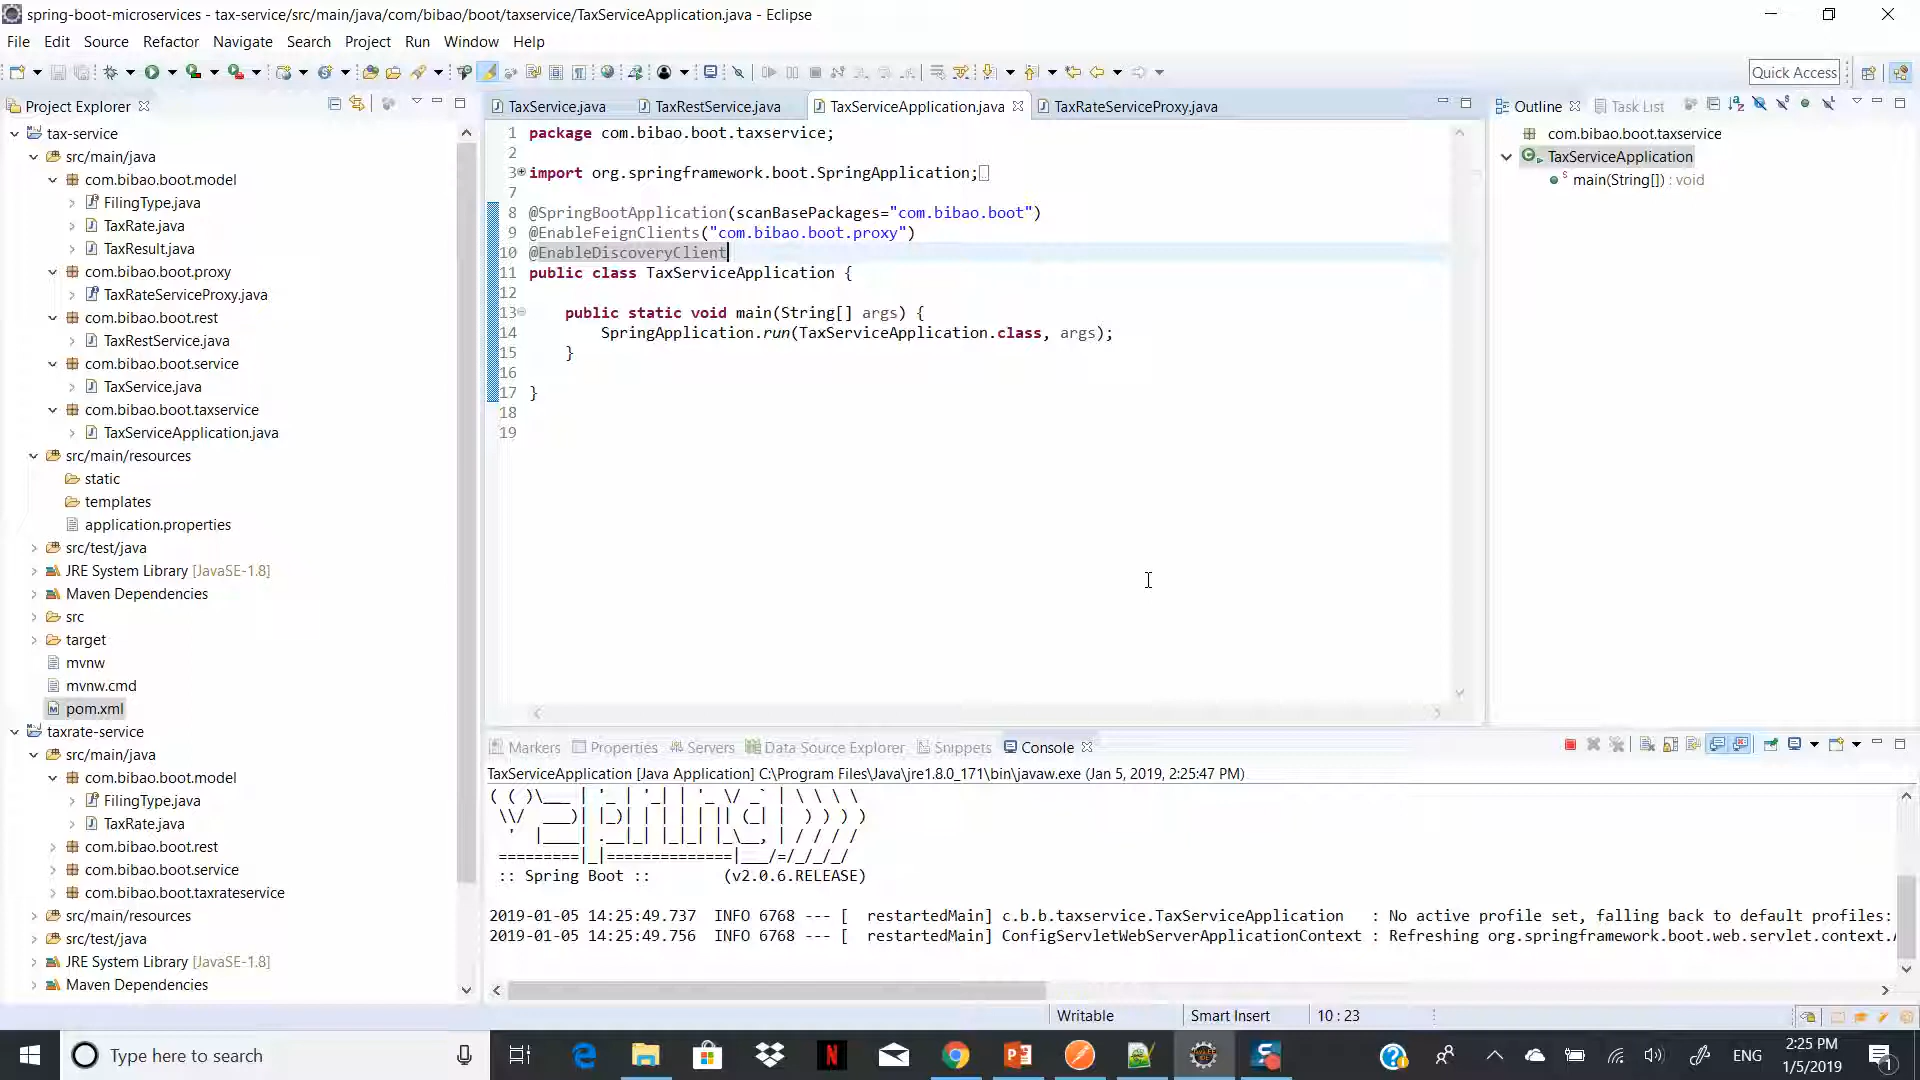 spring-boot-microservices - tax-service/src/main/java/com/bibao/boot/taxservice/TaxServiceApplication.java - Eclipse
File Edit Source Refactor Navigate Search Project Run Window Help
Quick Access
Project Explorer
tax-service
src/main/java
com.bibao.boot.model
FilingType.java
TaxRate.java
TaxResult.java
com.bibao.boot.proxy
TaxRateServiceProxy.java
com.bibao.boot.rest
TaxRestService.java
com.bibao.boot.service
TaxService.java
com.bibao.boot.taxservice
TaxServiceApplication.java
src/main/resources
static
templates
application.properties
src/test/java
JRE System Library [JavaSE-1.8]
Maven Dependencies
src
target
mvnw
mvnw.cmd
pom.xml
taxrate-service
src/main/java
com.bibao.boot.model
FilingType.java
TaxRate.java
com.bibao.boot.rest
com.bibao.boot.service
com.bibao.boot.taxrateservice
src/main/resources
src/test/java
JRE System Library [JavaSE-1.8]
Maven Dependencies
TaxService.java TaxRestService.java TaxServiceApplication.java TaxRateServiceProxy.java
1 package com.bibao.boot.taxservice;
2
3 import org.springframework.boot.SpringApplication;
7
8 @SpringBootApplication(scanBasePackages="com.bibao.boot")
9 @EnableFeignClients("com.bibao.boot.proxy")
10 @EnableDiscoveryClient
11 public class TaxServiceApplication {
12
13 public static void main(String[] args) {
14 SpringApplication.run(TaxServiceApplication.class, args);
15 }
16
17 }
18
19
Outline Task List
com.bibao.boot.taxservice
TaxServiceApplication
main(String[]) : void
Markers Properties Servers Data Source Explorer Snippets Console
TaxServiceApplication [Java Application] C:\Program Files\Java\jre1.8.0_171\bin\javaw.exe (Jan 5, 2019, 2:25:47 PM)
( ( )\___ | '_ | '_| | '_ \/ _` | \ \ \ \
\\/ ___)| |_)| | | | | || (_| | ) ) ) )
' |____| .__|_| |_|_| |_\__, | / / / /
=========|_|==============|___/=/_/_/_/
:: Spring Boot :: (v2.0.6.RELEASE)
2019-01-05 14:25:49.737 INFO 6768 --- [ restartedMain] c.b.b.taxservice.TaxServiceApplication : No active profile set, falling back to default profiles:
2019-01-05 14:25:49.756 INFO 6768 --- [ restartedMain] ConfigServletWebServerApplicationContext : Refreshing org.springframework.boot.web.servlet.context.
Writable Smart Insert 10 : 23
Type here to search
ENG
2:25 PM
1/5/2019
1